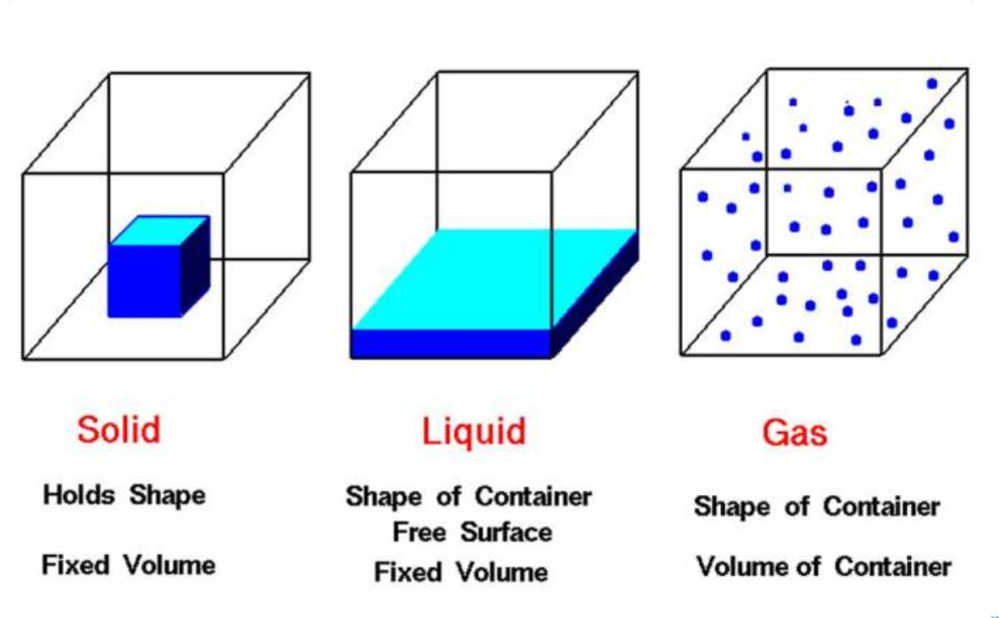 Solid
Holds Shape
Fixed Volume
Liquid
Shape of Container
Free Surface
Fixed Volume
Gas
Shape of Container
Volume of Container